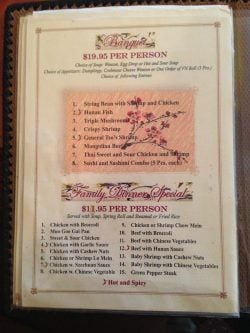 Banquet
$19.95 PER PERSON
Choice of Soup: Wonton, Egg Drop or Hot and Sour Soup
Choice of Appetizers: Dumplings, Crabmeat Cheese Wonton or One Order of VN Roll (2 Pcs.)
Choice of following Entrees
1. String Bean with Shrimp and Chicken
2. Hunan Fish
3. Triple Mushrooms
4. Crispy Shrimp
5. General Tso's Shrimp
6. Mongolian Beef
7. Thai Sweet and Sour Chicken and Shrimp
8. Sushi and Sashimi Combo (5 Pcs. each)
Family Dinner Special
$11.95 PER PERSON
Served with Soup, Spring Roll and Steamed or Fried Rice
1. Chicken with Broccoli
2. Moo Goo Gai Pan
3. Sweet & Sour Chicken
4. Chicken w. Garlic Sauce
5. Chicken w. Cashew Nuts
6. Chicken or Shrimp Lo Mein
7. Chicken w. Szechuan Sauce
8. Chicken w. Chinese Vegetable
9. Chicken or Shrimp Chow Mein
10. Beef with Broccoli
11. Beef with Chinese Vegetables
12. Beef with Hunan Sauce
13. Baby Shrimp with Cashew Nuts
14. Baby Shrimp with Chinese Vegetables
15. Green Pepper Steak
Hot and Spicy